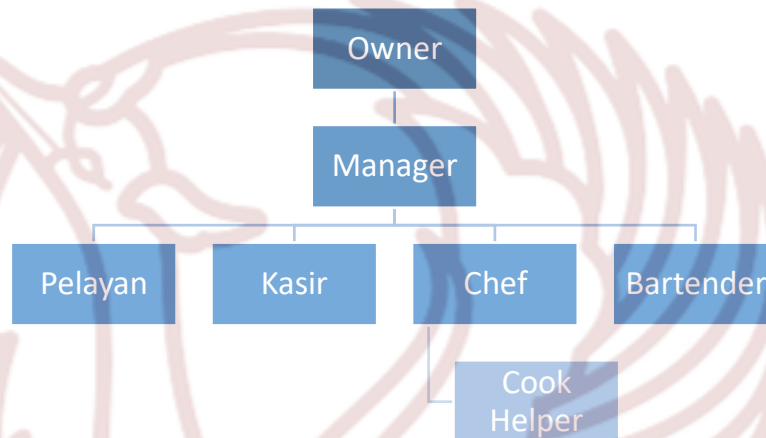 Owner
Manager
Pelayan
Kasir
Chef
Bartender
Cook
Helper